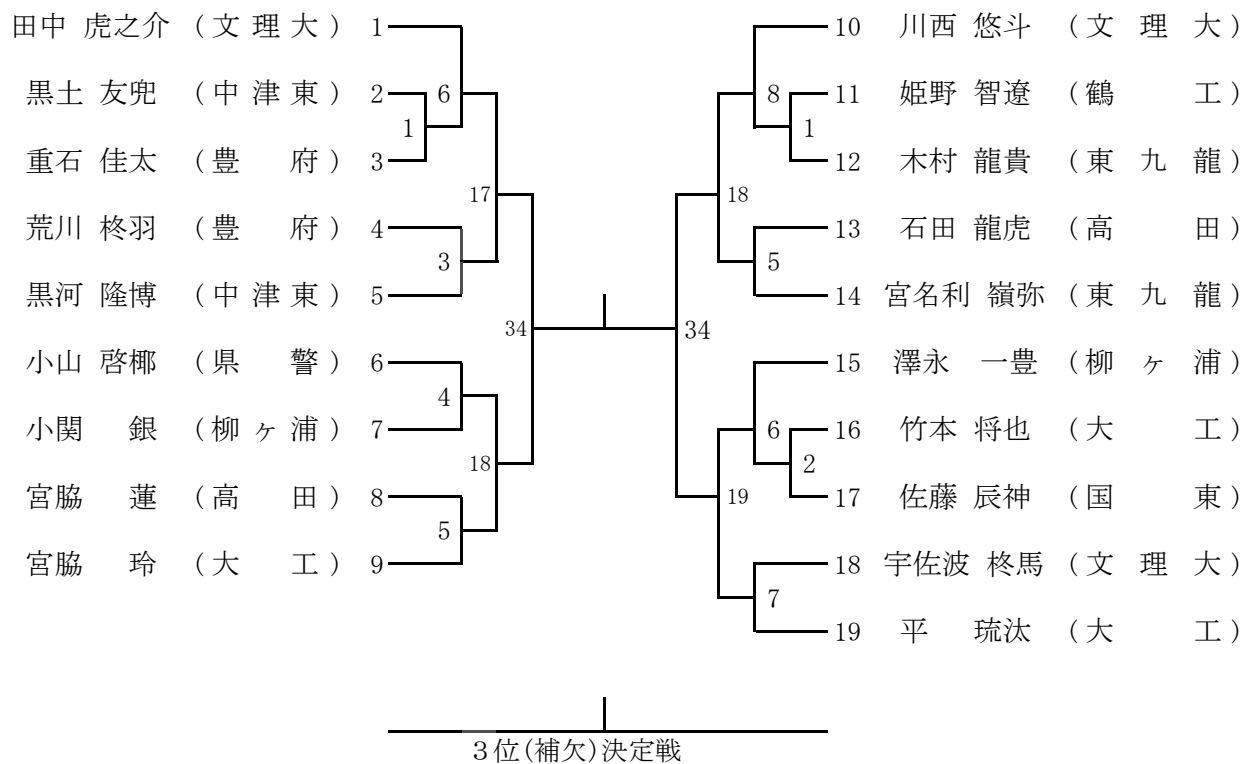 田中 虎之介 (文理大) 1
黒土 友兜 (中津東) 2
重石 佳太 (豊 府) 3
荒川 柊羽 (豊 府) 4
黒河 隆博 (中津東) 5
小山 啓椰 (県 警) 6
小関 銀 (柳ヶ浦) 7
宮脇 蓮 (高 田) 8
宮脇 玲 (大 工) 9
6
1
17
3
34
4
18
5
10 川西 悠斗 (文理大)
11 姫野 智遼 (鶴 工)
12 木村 龍貴 (東九龍)
13 石田 龍虎 (高 田)
14 宮名利 嶺弥 (東九龍)
15 澤永 一豊 (柳ヶ浦)
16 竹本 将也 (大 工)
17 佐藤 辰神 (国 東)
18 宇佐波 柊馬 (文理大)
19 平 琉汰 (大 工)
8
1
18
5
34
6
2
19
7
3位(補欠)決定戦